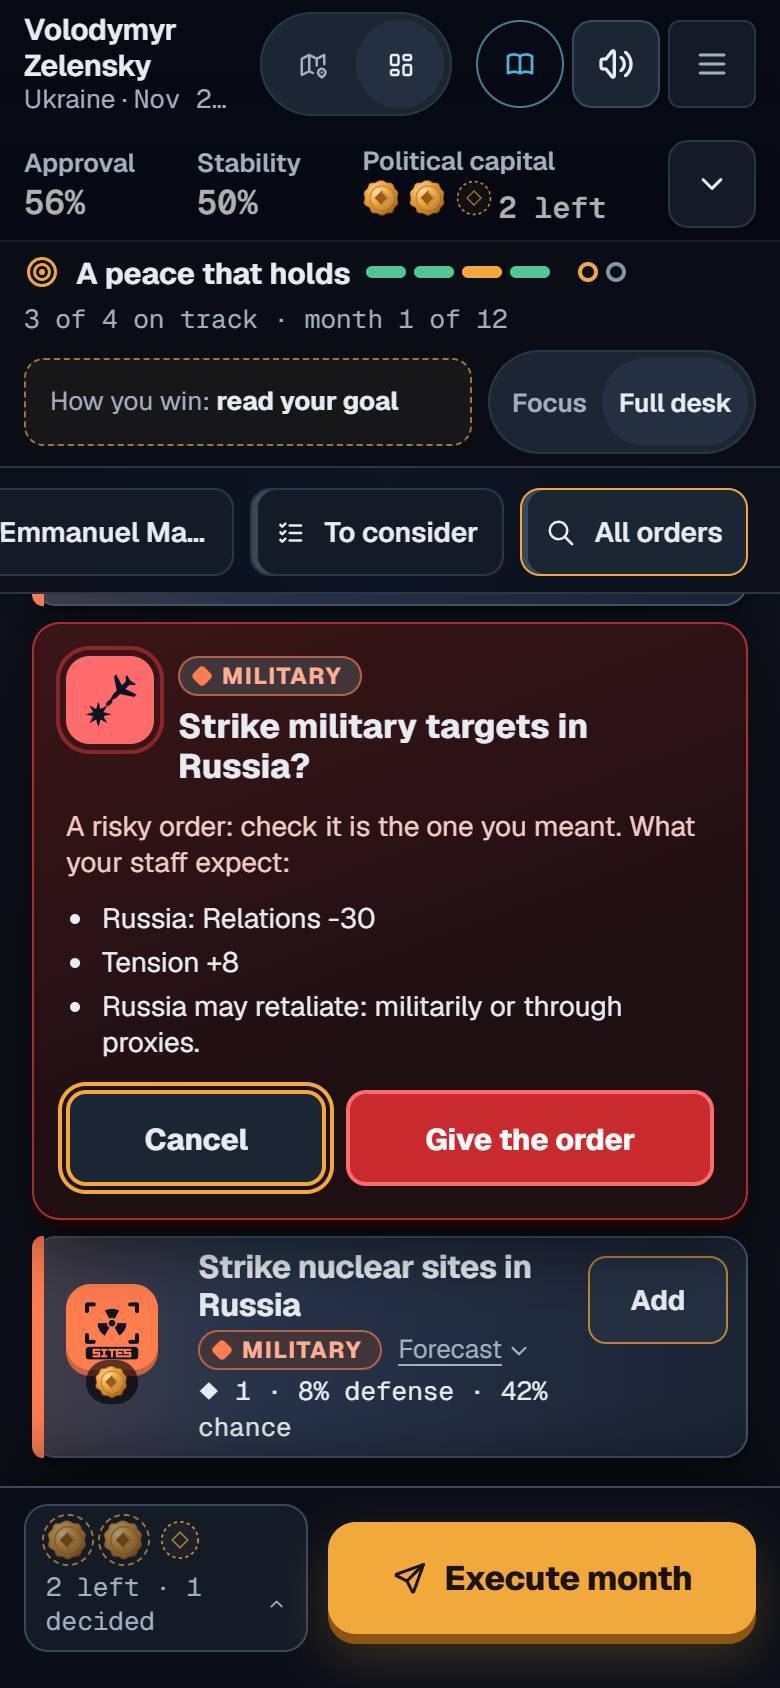 Volodymyr
Zelensky
Ukraine · Nov 2…
Approval
56%
Stability
50%
Political capital
2 left
A peace that holds
3 of 4 on track · month 1 of 12
How you win: read your goal
Focus
Full desk
Emmanuel Ma…
To consider
All orders
MILITARY
Strike military targets in
Russia?
A risky order: check it is the one you meant. What
your staff expect:
• Russia: Relations -30
• Tension +8
• Russia may retaliate: militarily or through
proxies.
Cancel
Give the order
SITES
Strike nuclear sites in
Russia
MILITARY
Forecast
◆ 1 · 8% defense · 42%
chance
Add
2 left · 1
decided
Execute month